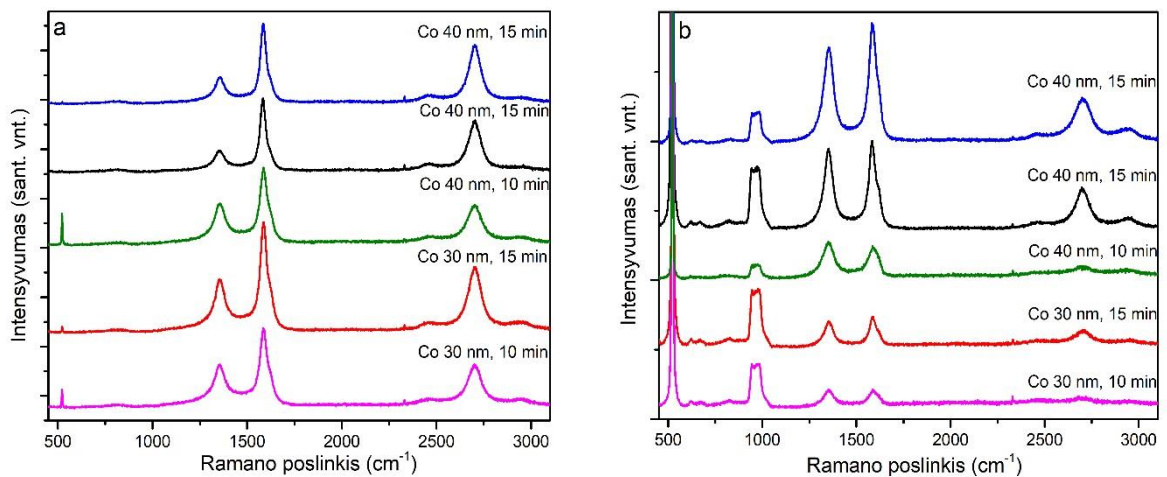 a
Co 40 nm, 15 min
Co 40 nm, 15 min
Co 40 nm, 10 min
Co 30 nm, 15 min
Co 30 nm, 10 min
Intensyvumas (sant. vnt.)
500 1000 1500 2000 2500 3000
Ramano poslinkis (cm⁻¹)
b
Co 40 nm, 15 min
Co 40 nm, 15 min
Co 40 nm, 10 min
Co 30 nm, 15 min
Co 30 nm, 10 min
Intensyvumas (sant. vnt.)
500 1000 1500 2000 2500 3000
Ramano poslinkis (cm⁻¹)